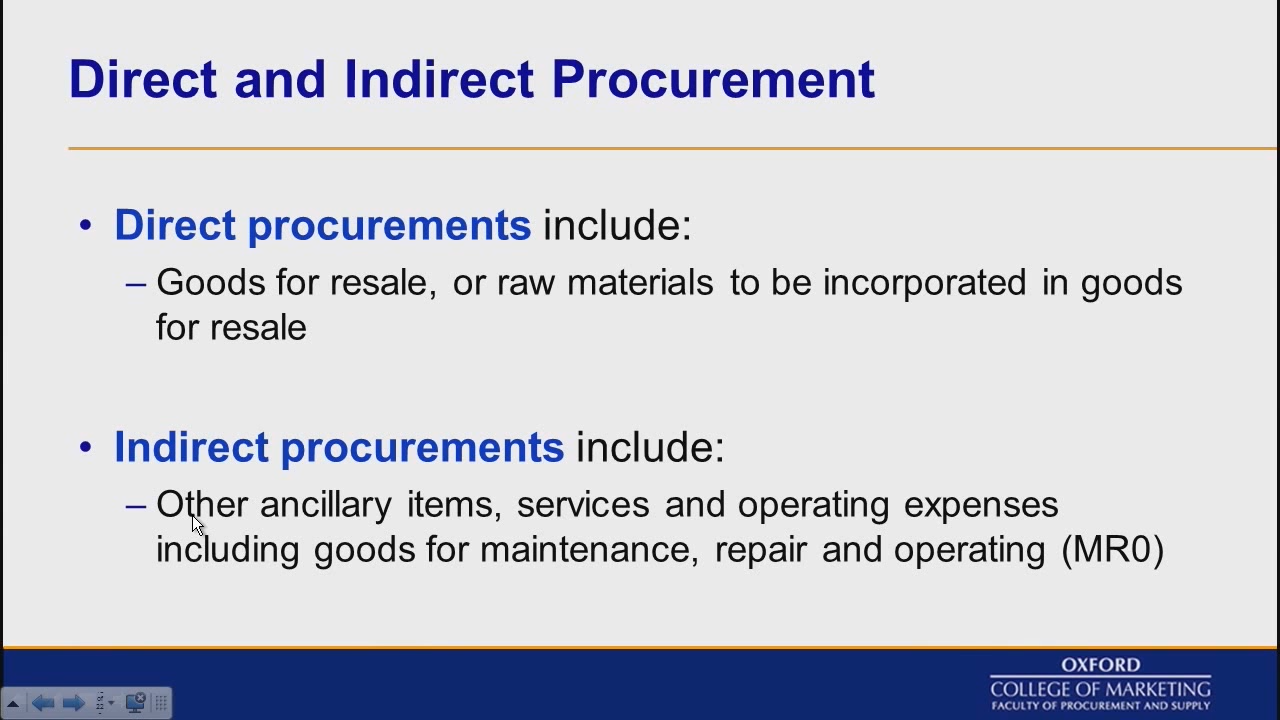 Direct and Indirect Procurement
• Direct procurements include:
– Goods for resale, or raw materials to be incorporated in goods
for resale
• Indirect procurements include:
– Other ancillary items, services and operating expenses
including goods for maintenance, repair and operating (MR0)
OXFORD
COLLEGE OF MARKETING
FACULTY OF PROCUREMENT AND SUPPLY